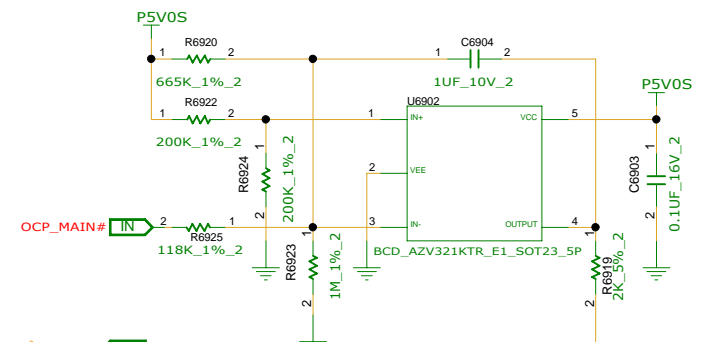 P5V0S
R6920
1 2
665K_1%_2
C6904
1 2
1UF_10V_2
R6922
1 2
200K_1%_2
U6902
1 IN+
VCC 5
P5V0S
R6924
1
2
200K_1%_2
2 VEE
C6903
1
2
0.1UF_16V_2
OCP_MAIN# IN
2 1
R6925
118K_1%_2
3 IN-
OUTPUT 4
BCD_AZV321KTR_E1_SOT23_5P
R6923
1
2
1M_1%_2
R6919
1
2
2K_5%_2